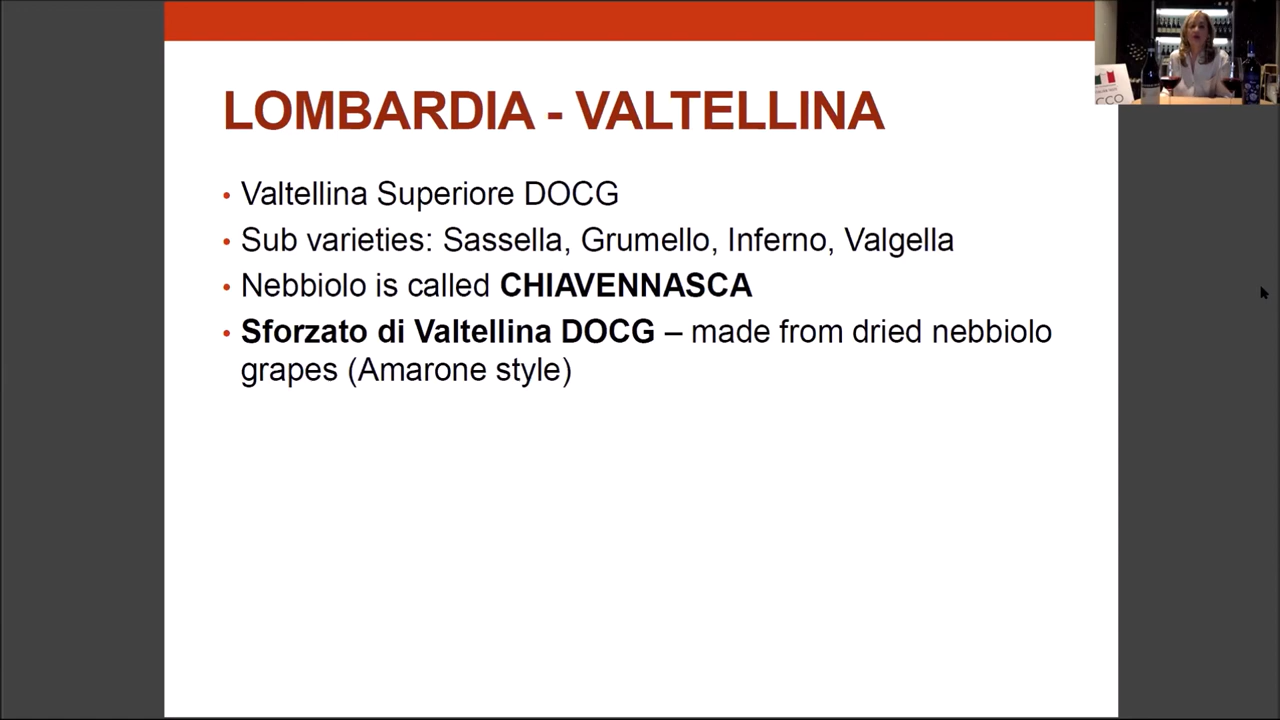 LOMBARDIA - VALTELLINA
• Valtellina Superiore DOCG
• Sub varieties: Sassella, Grumello, Inferno, Valgella
• Nebbiolo is called CHIAVENNASCA
• Sforzato di Valtellina DOCG – made from dried nebbiolo
grapes (Amarone style)